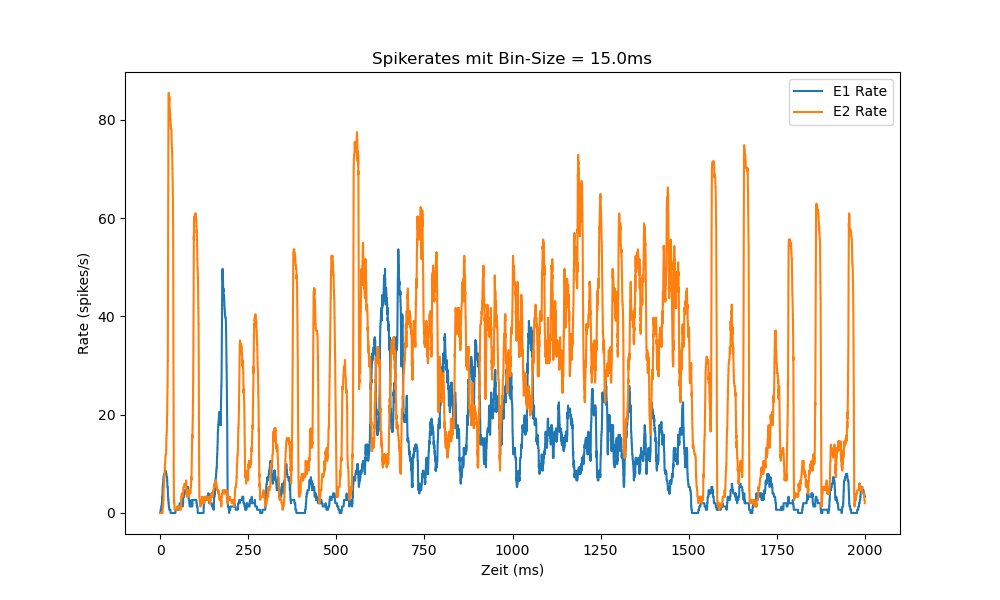 Spikerates mit Bin-Size = 15.0ms
E1 Rate
E2 Rate
80
60
40
20
0
Rate (spikes/s)
0 250 500 750 1000 1250 1500 1750 2000
Zeit (ms)